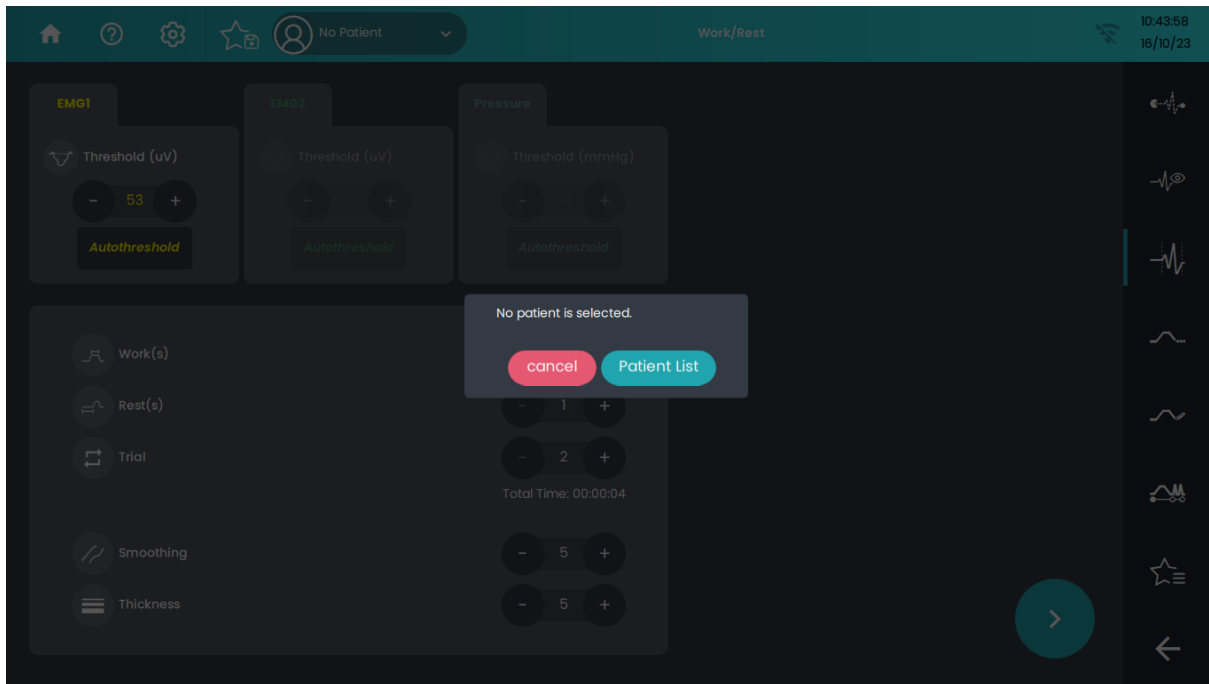 No Patient
Work/Rest
10:43:58
16/10/23
EMG1
EMG2
Pressure
Threshold (uV)
Threshold (uV)
Threshold (mmHg)
- 53 +
- +
- +
Autothreshold
Autothreshold
Autothreshold
No patient is selected.
cancel
Patient List
Work(s)
Rest(s)
- 1 +
Trial
- 2 +
Total Time: 00:00:04
Smoothing
- 5 +
Thickness
- 5 +